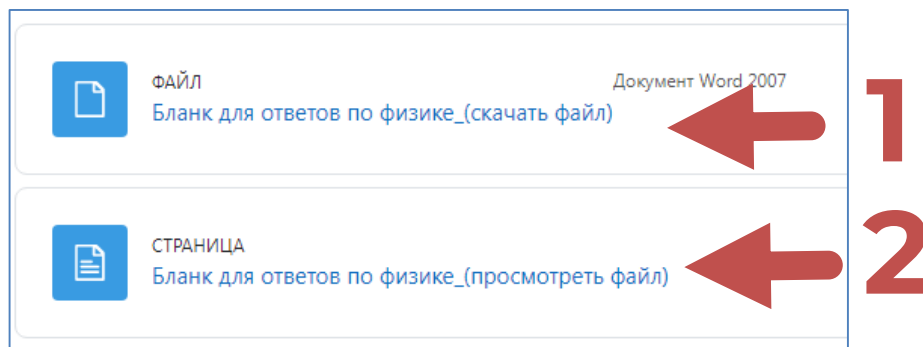 ФАЙЛ
Документ Word 2007
Бланк для ответов по физике_(скачать файл)
1
СТРАНИЦА
Бланк для ответов по физике_(просмотреть файл)
2